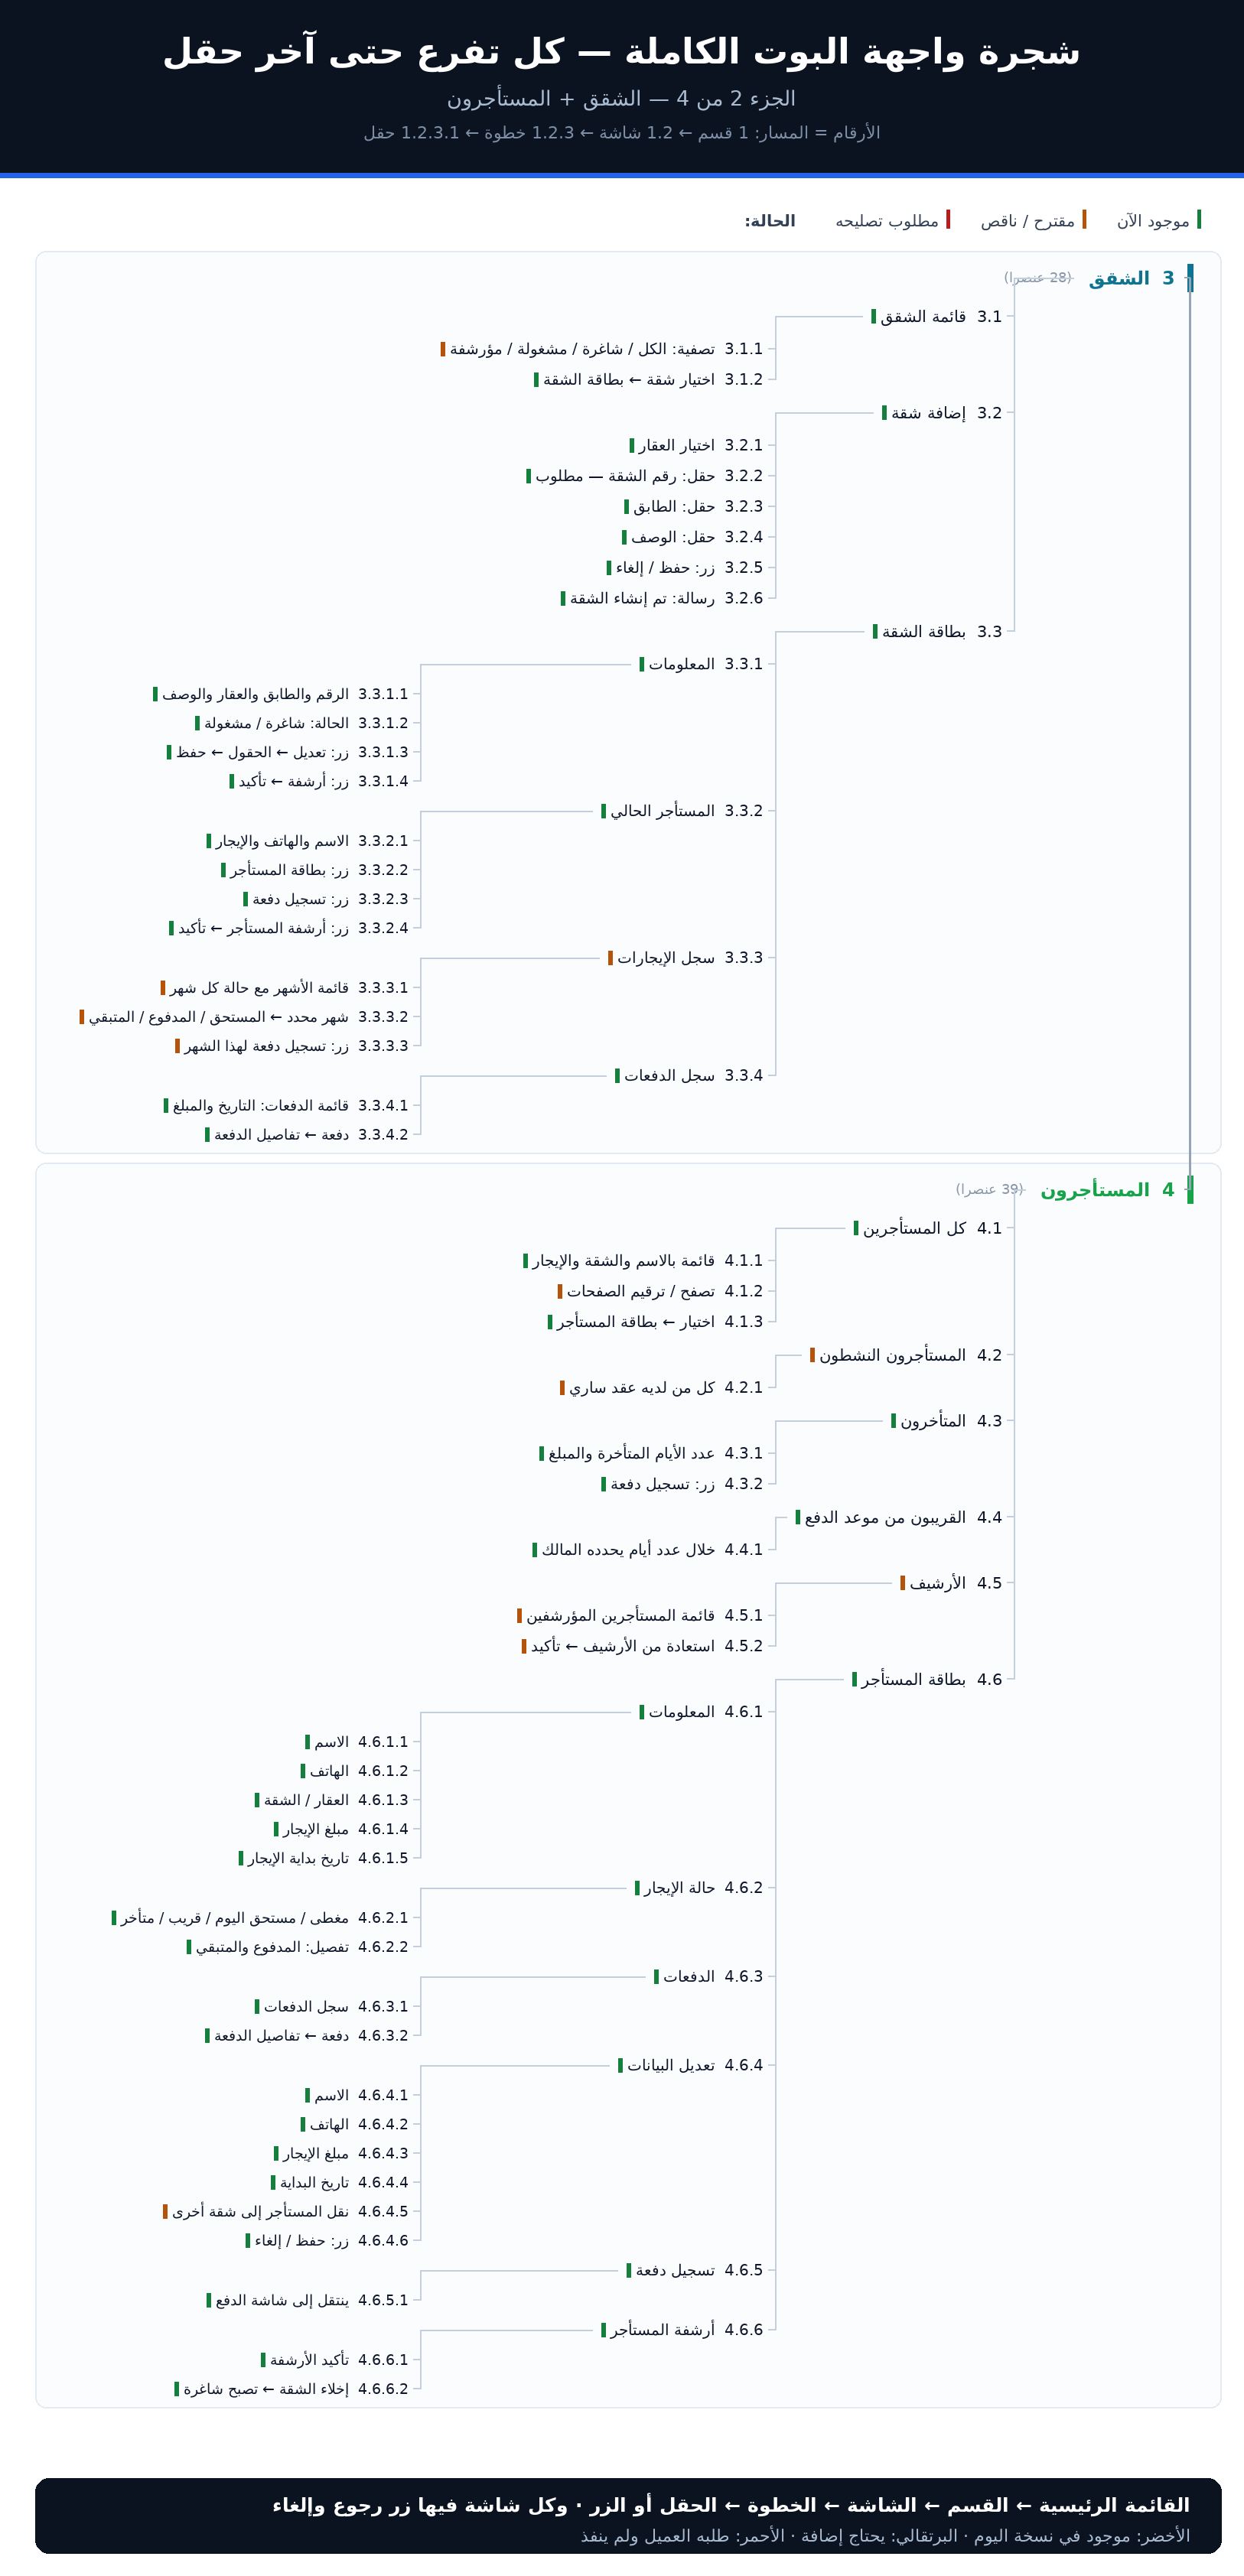 شجرة واجهة البوت الكاملة — كل تفرع حتى آخر حقل
الجزء 2 من 4 — الشقق + المستأجرون
الأرقام = المسار: 1 قسم ← 1.2 شاشة ← 1.2.3 خطوة ← 1.2.3.1 حقل
موجود الآن مقترح / ناقص مطلوب تصليحه الحالة:
3 الشقق (28 عنصرا)
3.1 قائمة الشقق
3.1.1 تصفية: الكل / شاغرة / مشغولة / مؤرشفة
3.1.2 اختيار شقة ← بطاقة الشقة
3.2 إضافة شقة
3.2.1 اختيار العقار
3.2.2 حقل: رقم الشقة — مطلوب
3.2.3 حقل: الطابق
3.2.4 حقل: الوصف
3.2.5 زر: حفظ / إلغاء
3.2.6 رسالة: تم إنشاء الشقة
3.3 بطاقة الشقة
3.3.1 المعلومات
3.3.1.1 الرقم والطابق والعقار والوصف
3.3.1.2 الحالة: شاغرة / مشغولة
3.3.1.3 زر: تعديل ← الحقول ← حفظ
3.3.1.4 زر: أرشفة ← تأكيد
3.3.2 المستأجر الحالي
3.3.2.1 الاسم والهاتف والإيجار
3.3.2.2 زر: بطاقة المستأجر
3.3.2.3 زر: تسجيل دفعة
3.3.2.4 زر: أرشفة المستأجر ← تأكيد
3.3.3 سجل الإيجارات
3.3.3.1 قائمة الأشهر مع حالة كل شهر
3.3.3.2 شهر محدد ← المستحق / المدفوع / المتبقي
3.3.3.3 زر: تسجيل دفعة لهذا الشهر
3.3.4 سجل الدفعات
3.3.4.1 قائمة الدفعات: التاريخ والمبلغ
3.3.4.2 دفعة ← تفاصيل الدفعة
4 المستأجرون (39 عنصرا)
4.1 كل المستأجرين
4.1.1 قائمة بالاسم والشقة والإيجار
4.1.2 تصفح / ترقيم الصفحات
4.1.3 اختيار ← بطاقة المستأجر
4.2 المستأجرون النشطون
4.2.1 كل من لديه عقد ساري
4.3 المتأخرون
4.3.1 عدد الأيام المتأخرة والمبلغ
4.3.2 زر: تسجيل دفعة
4.4 القريبون من موعد الدفع
4.4.1 خلال عدد أيام يحدده المالك
4.5 الأرشيف
4.5.1 قائمة المستأجرين المؤرشفين
4.5.2 استعادة من الأرشيف ← تأكيد
4.6 بطاقة المستأجر
4.6.1 المعلومات
4.6.1.1 الاسم
4.6.1.2 الهاتف
4.6.1.3 العقار / الشقة
4.6.1.4 مبلغ الإيجار
4.6.1.5 تاريخ بداية الإيجار
4.6.2 حالة الإيجار
4.6.2.1 مغطى / مستحق اليوم / قريب / متأخر
4.6.2.2 تفصيل: المدفوع والمتبقي
4.6.3 الدفعات
4.6.3.1 سجل الدفعات
4.6.3.2 دفعة ← تفاصيل الدفعة
4.6.4 تعديل البيانات
4.6.4.1 الاسم
4.6.4.2 الهاتف
4.6.4.3 مبلغ الإيجار
4.6.4.4 تاريخ البداية
4.6.4.5 نقل المستأجر إلى شقة أخرى
4.6.4.6 زر: حفظ / إلغاء
4.6.5 تسجيل دفعة
4.6.5.1 ينتقل إلى شاشة الدفع
4.6.6 أرشفة المستأجر
4.6.6.1 تأكيد الأرشفة
4.6.6.2 إخلاء الشقة ← تصبح شاغرة
القائمة الرئيسية ← القسم ← الشاشة ← الخطوة ← الحقل أو الزر · وكل شاشة فيها زر رجوع وإلغاء
الأخضر: موجود في نسخة اليوم · البرتقالي: يحتاج إضافة · الأحمر: طلبه العميل ولم ينفذ